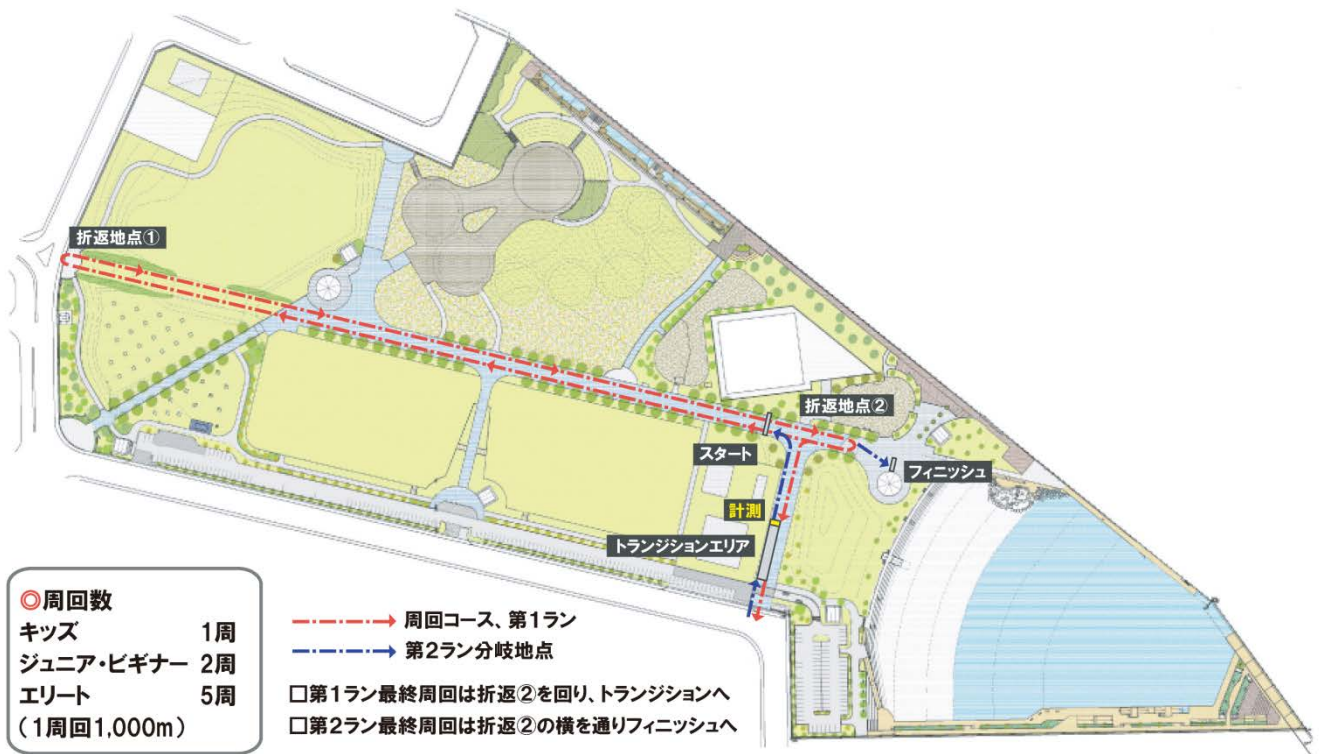 折返地点①
折返地点②
スタート
フィニッシュ
計測
トランジションエリア
◎周回数
キッズ 1周
ジュニア・ビギナー 2周
エリート 5周
(1周回1,000m)
周回コース、第1ラン
第2ラン分岐地点
□第1ラン最終周回は折返②を回り、トランジションへ
□第2ラン最終周回は折返②の横を通りフィニッシュへ